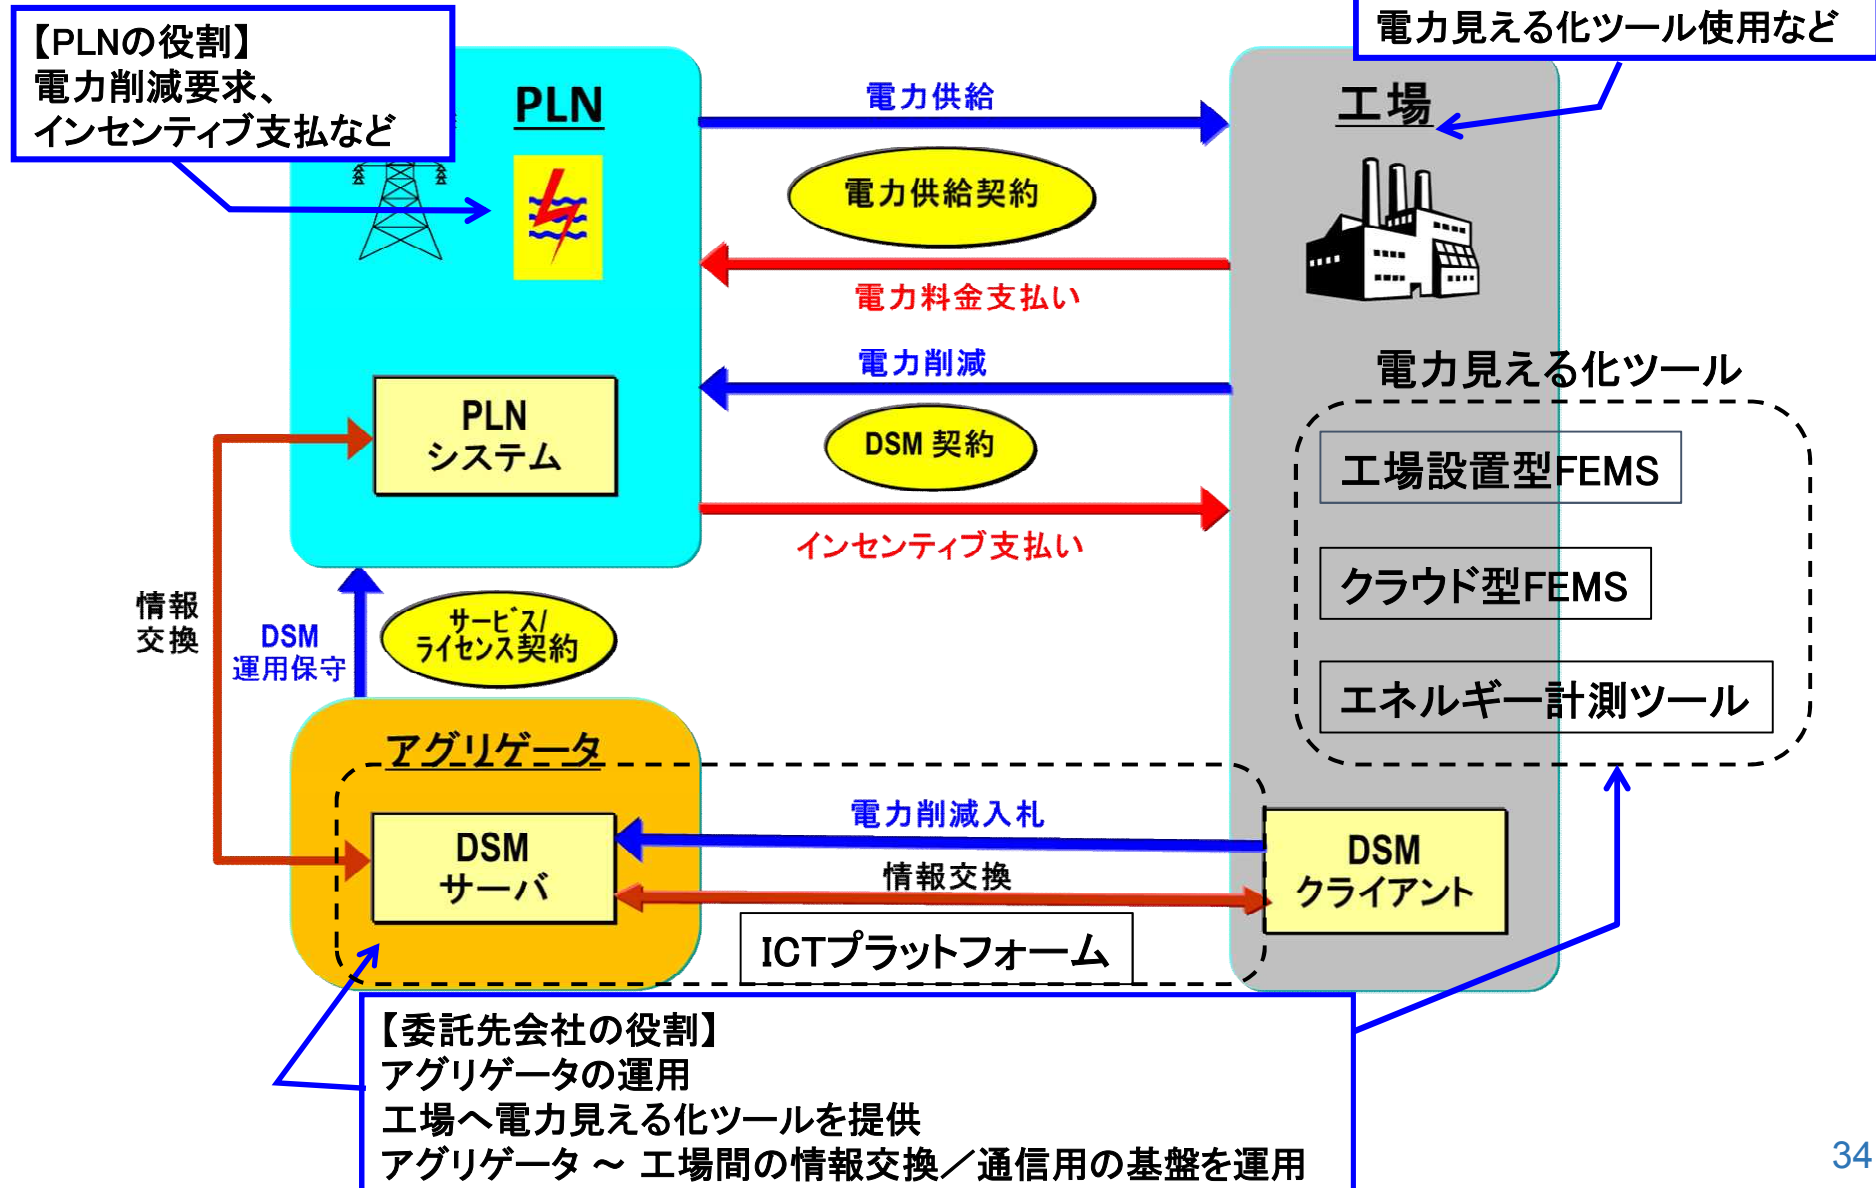 【PLNの役割】
電力削減要求、
インセンティブ支払など
電力見える化ツール使用など
PLN
工場
電力供給
電力供給契約
電力料金支払い
電力削減
DSM 契約
インセンティブ支払い
PLN
システム
電力見える化ツール
工場設置型FEMS
クラウド型FEMS
エネルギー計測ツール
情報
交換
DSM
運用保守
サービス/
ライセンス契約
アグリゲータ
DSM
サーバ
電力削減入札
情報交換
DSM
クライアント
ICTプラットフォーム
【委託先会社の役割】
アグリゲータの運用
工場へ電力見える化ツールを提供
アグリゲータ ～ 工場間の情報交換／通信用の基盤を運用
34